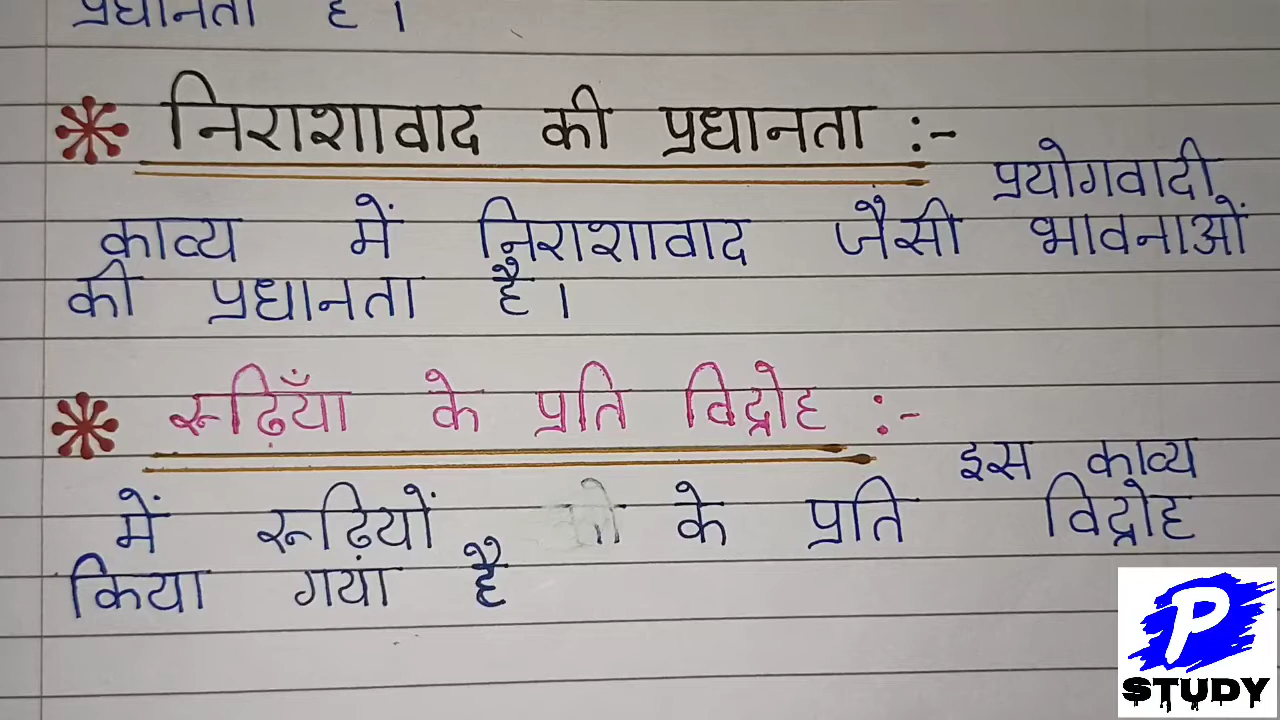 प्रधानता है।
निराशावाद की प्रधानता :-
प्रयोगवादी
काव्य में निराशावाद जैसी भावनाओं
की प्रधानता है।
रूढ़ियाँ के प्रति विद्रोह :-
इस काव्य
में रूढ़ियों के प्रति विद्रोह
किया गया है
P
STUDY